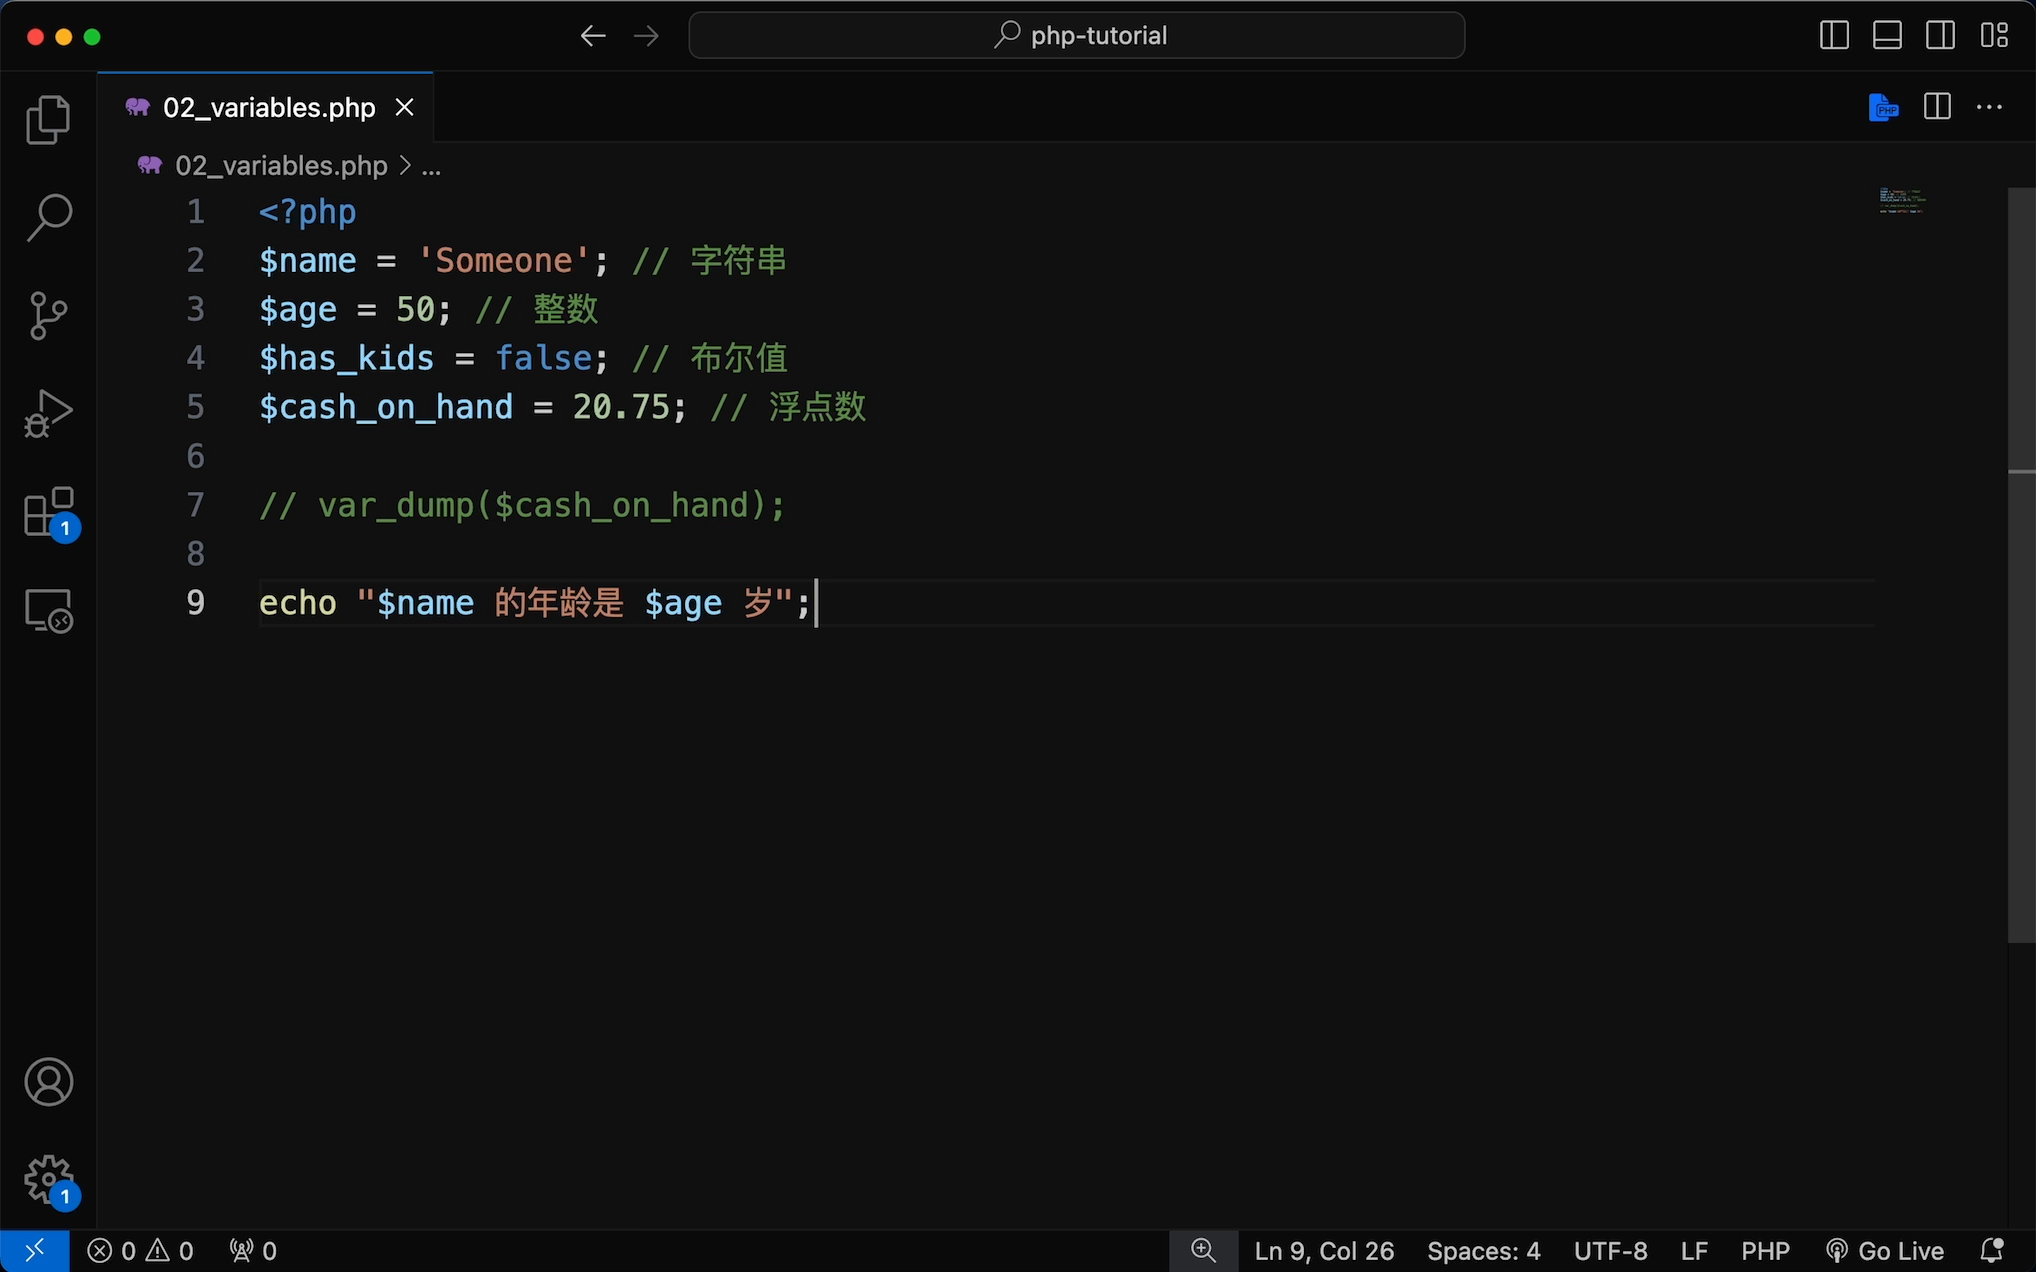 php-tutorial
02_variables.php
02_variables.php > ...
1 <?php
2 $name = 'Someone'; // 字符串
3 $age = 50; // 整数
4 $has_kids = false; // 布尔值
5 $cash_on_hand = 20.75; // 浮点数
6
7 // var_dump($cash_on_hand);
8
9 echo "$name 的年龄是 $age 岁";
1
1
0 0 0 Ln 9, Col 26 Spaces: 4 UTF-8 LF PHP Go Live